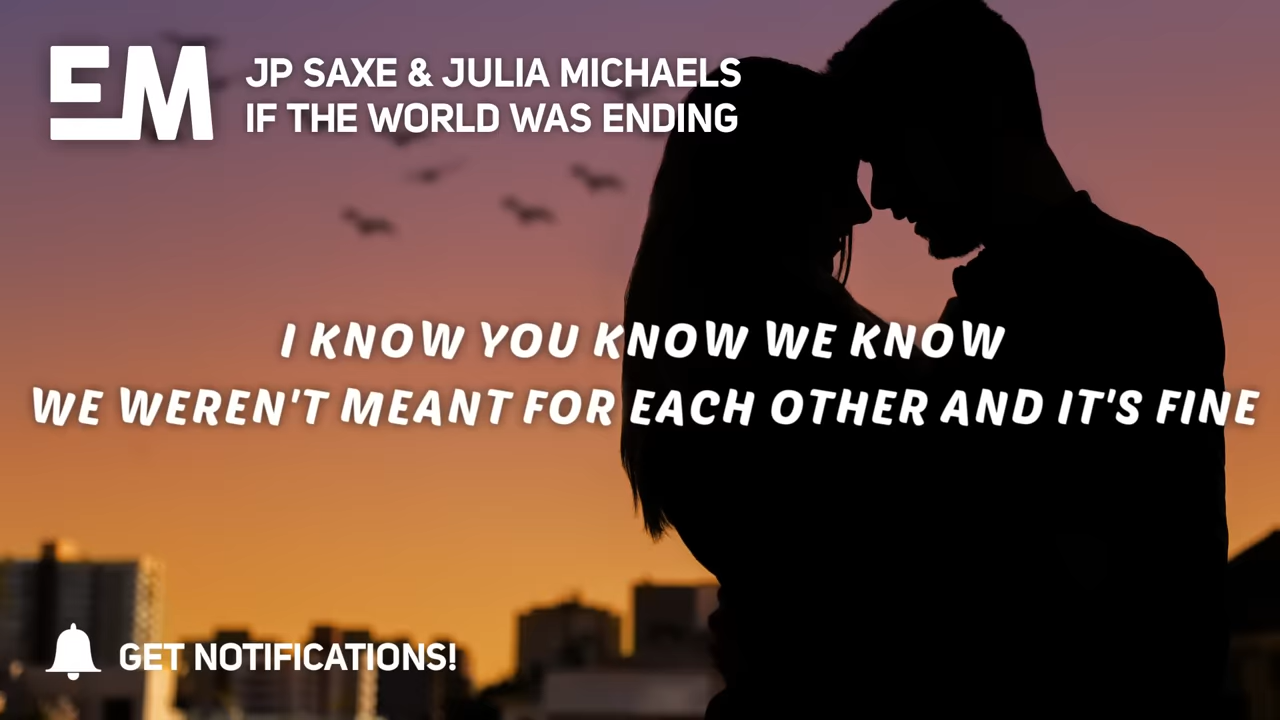 EM
JP SAXE & JULIA MICHAELS
IF THE WORLD WAS ENDING
I KNOW YOU KNOW WE KNOW
WE WEREN'T MEANT FOR EACH OTHER AND IT'S FINE
GET NOTIFICATIONS!